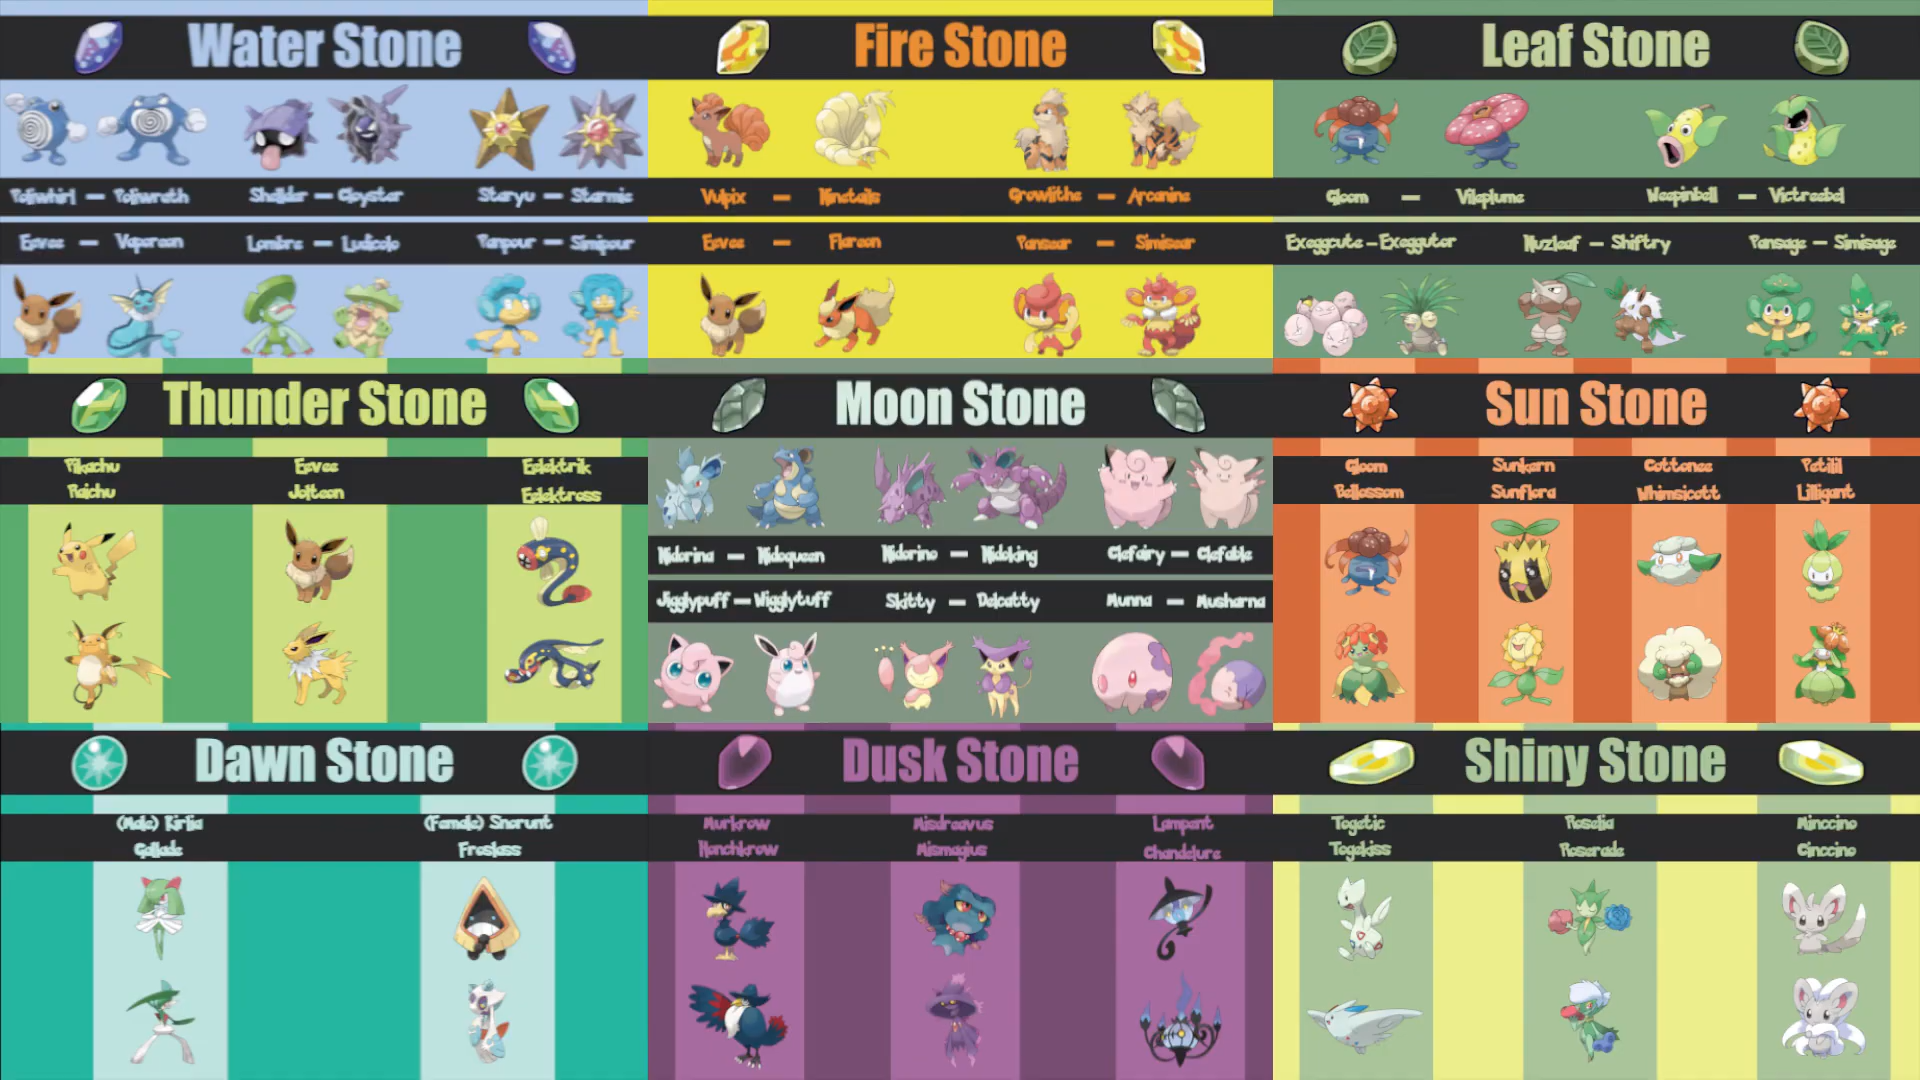 Water Stone
Poliwhirl — Poliwrath
Shellder — Cloyster
Staryu — Starmie
Eevee — Vaporeon
Lombre — Ludicolo
Panpour — Simipour
Fire Stone
Vulpix — Ninetails
Growlithe — Arcanine
Eevee — Flareon
Pansear — Simisear
Leaf Stone
Gloom — Vileplume
Weepinbell — Victreebel
Exeggcute – Exeggutor
Nuzleaf – Shiftry
Pansage – Simisage
Thunder Stone
Pikachu
Raichu
Eevee
Jolteon
Eelektrik
Eelektross
Moon Stone
Nidorina — Nidoqueen
Nidorino — Nidoking
Clefairy — Clefable
Jigglypuff — Wigglytuff
Skitty — Delcatty
Munna — Musharna
Sun Stone
Gloom
Bellossom
Sunkern
Sunflora
Cottonee
Whimsicott
Petilil
Lilligant
Dawn Stone
(Male) Kirlia
Gallade
(Female) Snorunt
Froslass
Dusk Stone
Murkrow
Honchkrow
Misdreavus
Mismagius
Lampent
Chandelure
Shiny Stone
Togetic
Togekiss
Roselia
Roserade
Minccino
Cinccino